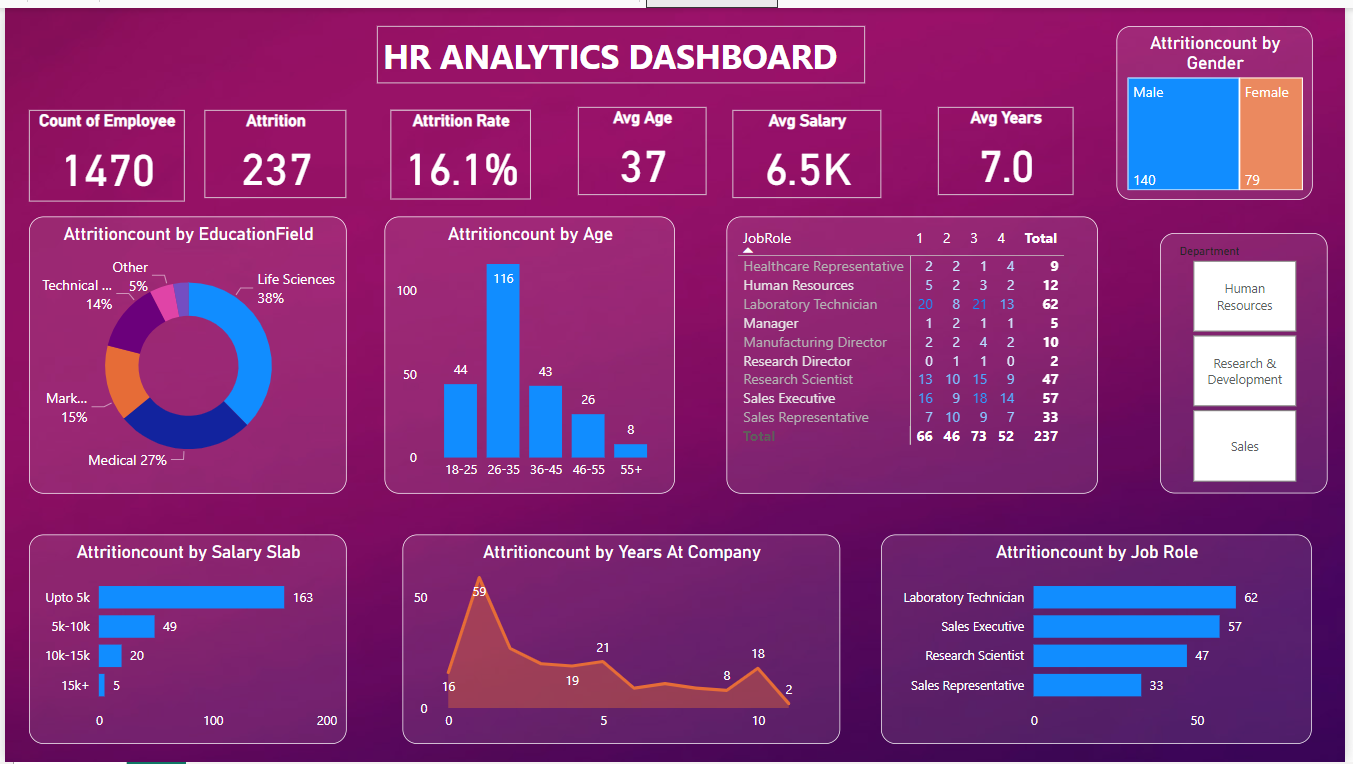 HR ANALYTICS DASHBOARD
Attritioncount by
Gender
Male
Female
140
79
Count of Employee
1470
Attrition
237
Attrition Rate
16.1%
Avg Age
37
Avg Salary
6.5K
Avg Years
7.0
Attritioncount by EducationField
Other
5%
Life Sciences
38%
Technical ...
14%
Mark...
15%
Medical 27%
Attritioncount by Age
100
50
0
44
116
43
26
8
18-25 26-35 36-45 46-55 55+
JobRole 1 2 3 4 Total
Healthcare Representative 2 2 1 4 9
Human Resources 5 2 3 2 12
Laboratory Technician 20 8 21 13 62
Manager 1 2 1 1 5
Manufacturing Director 2 2 4 2 10
Research Director 0 1 1 0 2
Research Scientist 13 10 15 9 47
Sales Executive 16 9 18 14 57
Sales Representative 7 10 9 7 33
Total 66 46 73 52 237
Department
Human
Resources
Research &
Development
Sales
Attritioncount by Salary Slab
Upto 5k 163
5k-10k 49
10k-15k 20
15k+ 5
0 100 200
Attritioncount by Years At Company
50
0
16
59
19
21
8
18
2
0 5 10
Attritioncount by Job Role
Laboratory Technician 62
Sales Executive 57
Research Scientist 47
Sales Representative 33
0 50